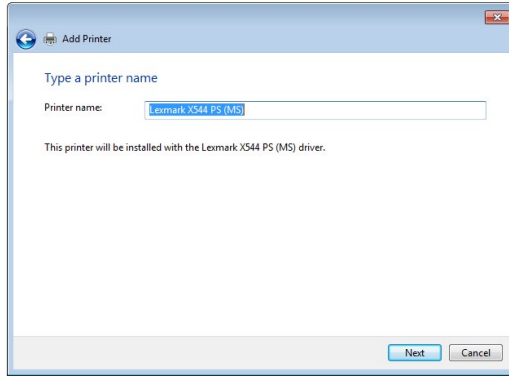 Add Printer
Type a printer name
Printer name: Lexmark X544 PS (MS)
This printer will be installed with the Lexmark X544 PS (MS) driver.
Next Cancel